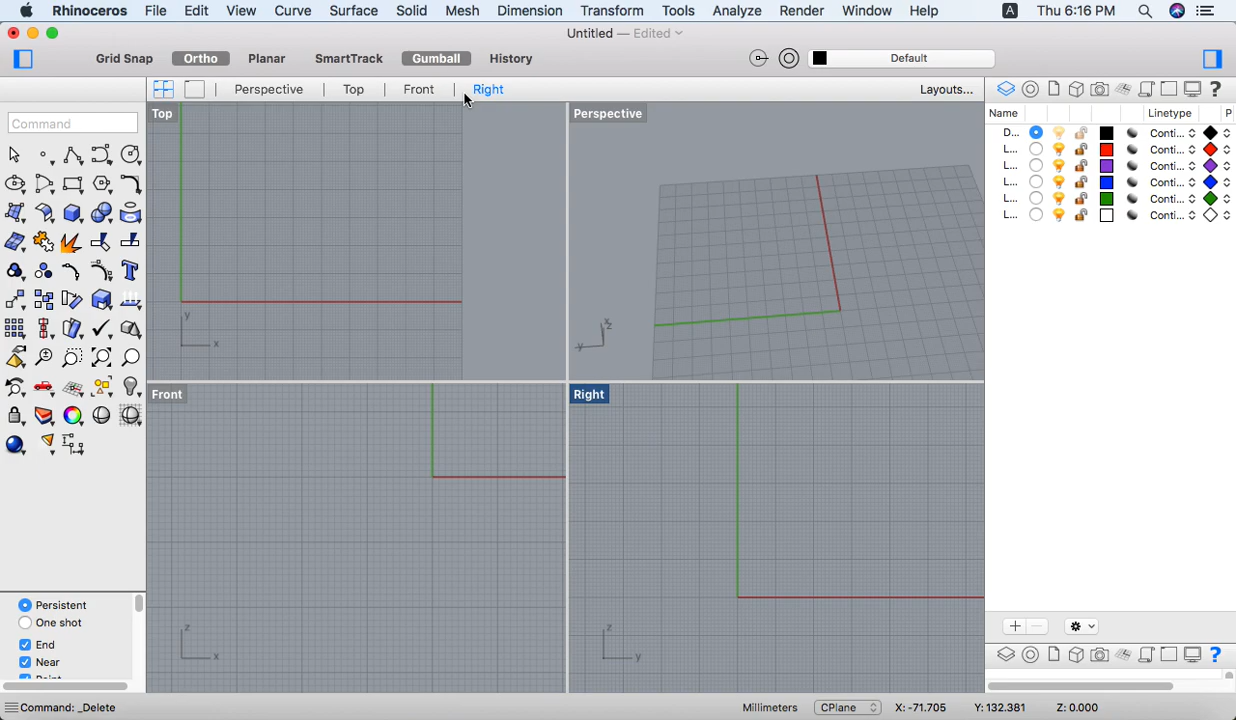 Rhinoceros File Edit View Curve Surface Solid Mesh Dimension Transform Tools Analyze Render Window Help A Thu 6:16 PM
Untitled — Edited
Grid Snap Ortho Planar SmartTrack Gumball History Default
Perspective Top Front Right Layouts...
Name Linetype P
Command
Top
Perspective
D... Conti...
L... Conti...
L... Conti...
L... Conti...
L... Conti...
L... Conti...
y
x
z
y
Front
Right
z
x
z
y
Persistent
One shot
End
Near
Point
Command: _Delete
Millimeters CPlane X: -71.705 Y: 132.381 Z: 0.000